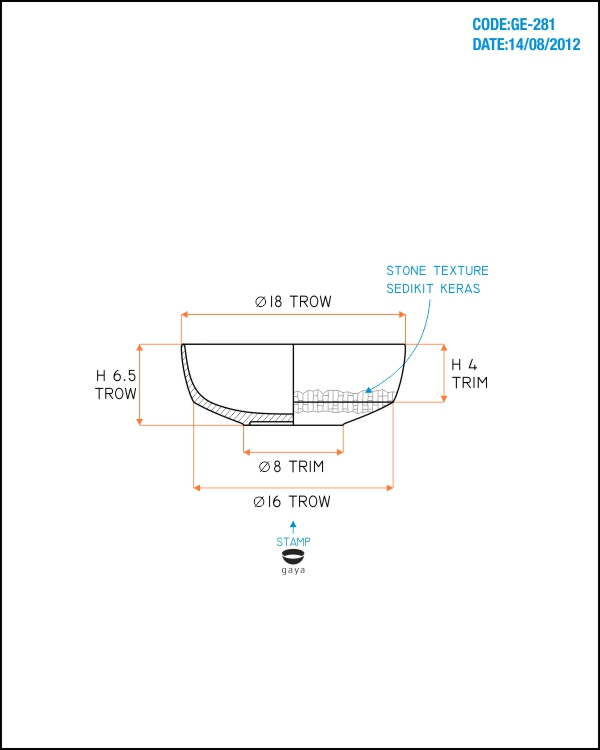 CODE:GE-281
DATE:14/08/2012
STONE TEXTURE
SEDIKIT KERAS
Ø18 TROW
H 6.5
TROW
H 4
TRIM
Ø8 TRIM
Ø16 TROW
STAMP
gaya